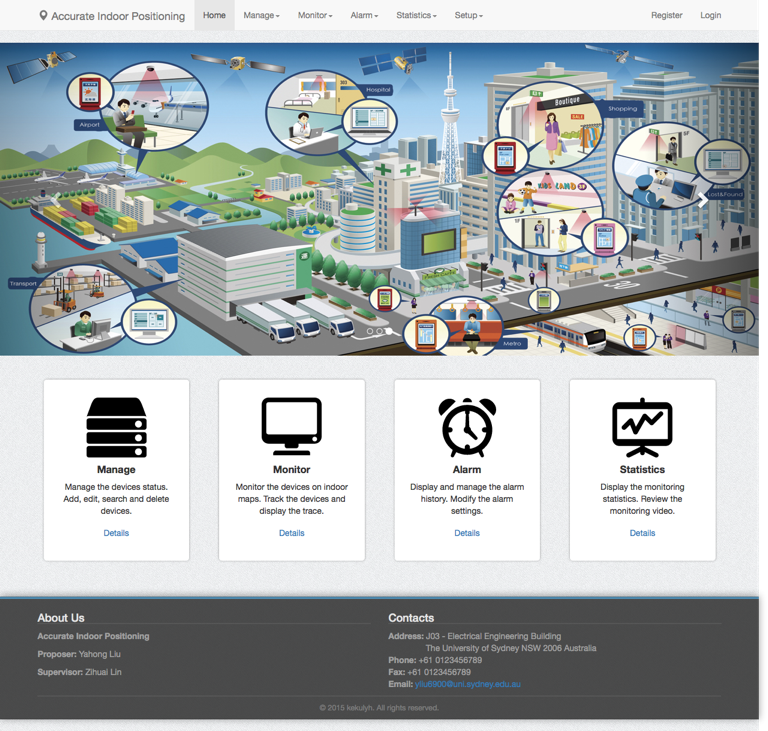 Accurate Indoor Positioning Home Manage Monitor Alarm Statistics Setup Register Login
Airport
Hospital
303
Boutique
SALE
Shopping
KIDS LAND
Lost&Found
Transport
Metro
Manage
Manage the devices status.
Add, edit, search and delete
devices.
Details
Monitor
Monitor the devices on indoor
maps. Track the devices and
display the trace.
Details
Alarm
Display and manage the alarm
history. Modify the alarm
settings.
Details
Statistics
Display the monitoring
statistics. Review the
monitoring video.
Details
About Us
Accurate Indoor Positioning
Proposer: Yahong Liu
Supervisor: Zihuai Lin
Contacts
Address: J03 - Electrical Engineering Building
The University of Sydney NSW 2006 Australia
Phone: +61 0123456789
Fax: +61 0123456789
Email: yliu6900@uni.sydney.edu.au
© 2015 kekulyh. All rights reserved.